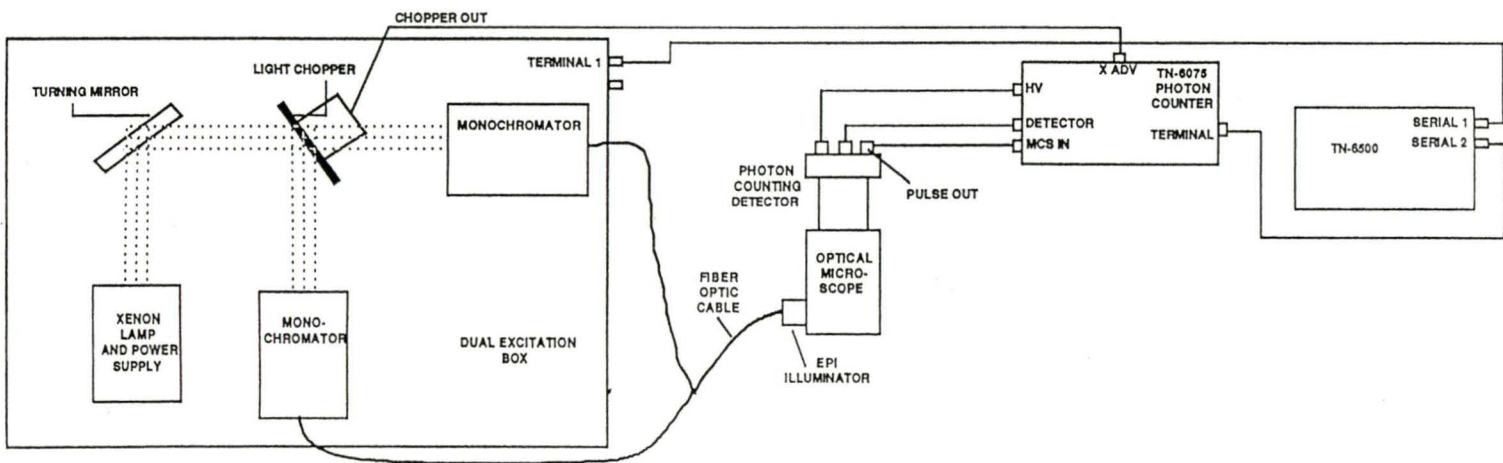 CHOPPER OUT
TERMINAL 1
LIGHT CHOPPER
TURNING MIRROR
MONOCHROMATOR
XENON
LAMP
AND POWER
SUPPLY
MONO-
CHROMATOR
DUAL EXCITATION
BOX
FIBER
OPTIC
CABLE
PHOTON
COUNTING
DETECTOR
PULSE OUT
OPTICAL
MICRO-
SCOPE
EPI
ILLUMINATOR
X ADV
TN-6075
PHOTON
COUNTER
HV
DETECTOR
MCS IN
TERMINAL
TN-6500
SERIAL 1
SERIAL 2